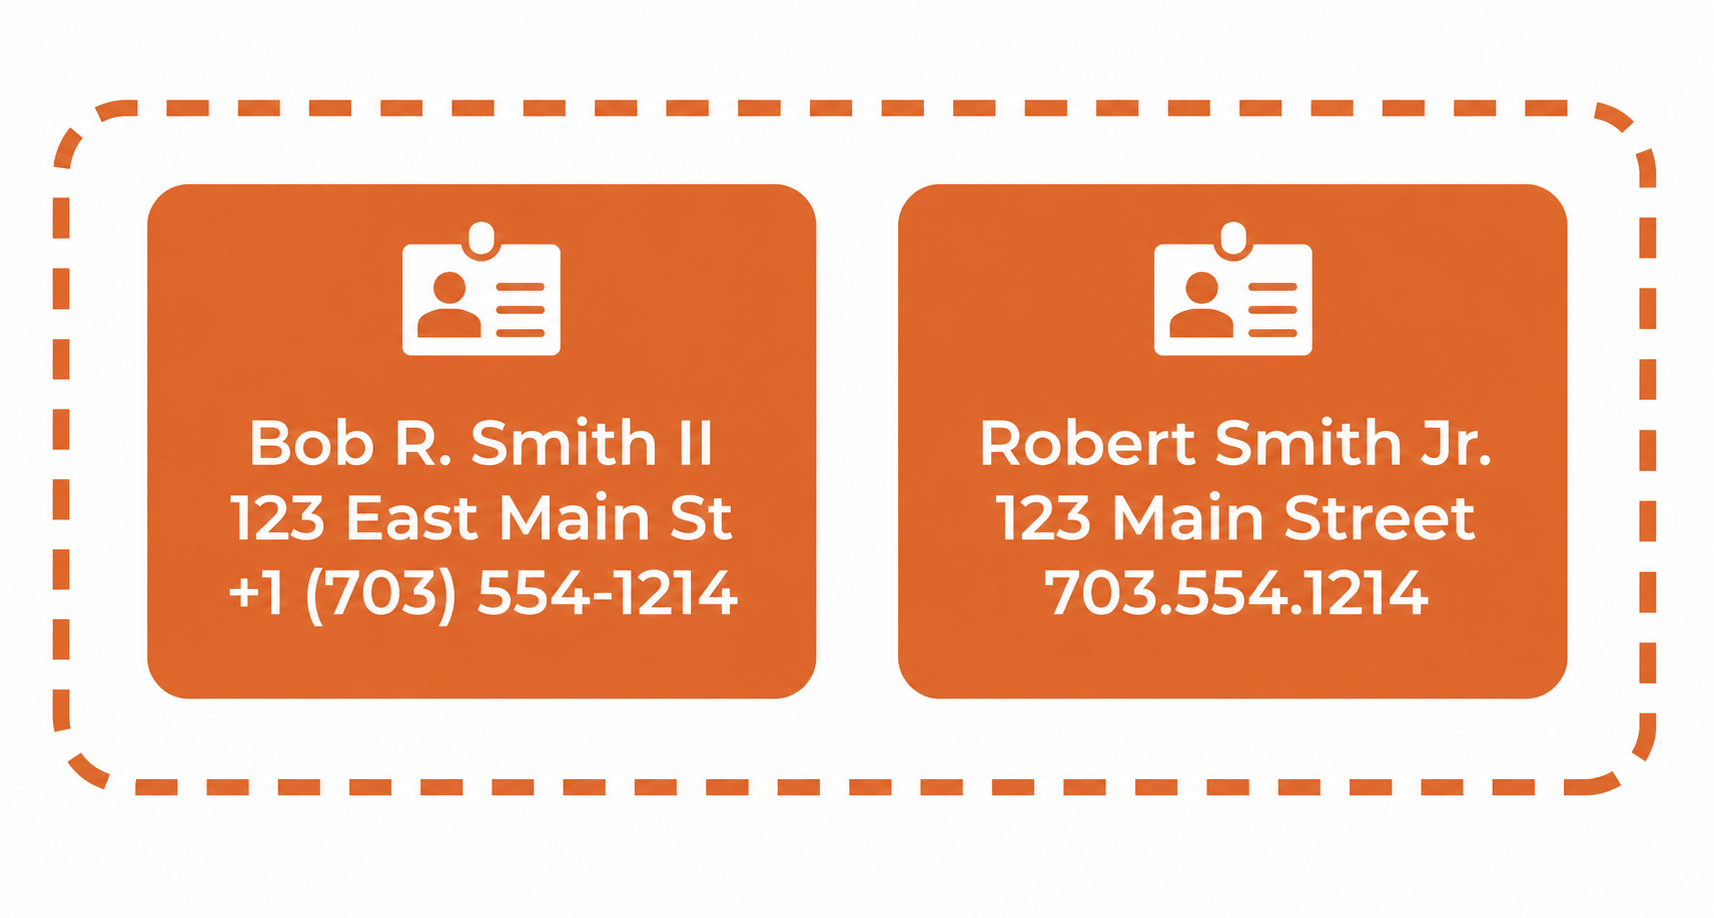 Bob R. Smith II
123 East Main St
+1 (703) 554-1214
Robert Smith Jr.
123 Main Street
703.554.1214